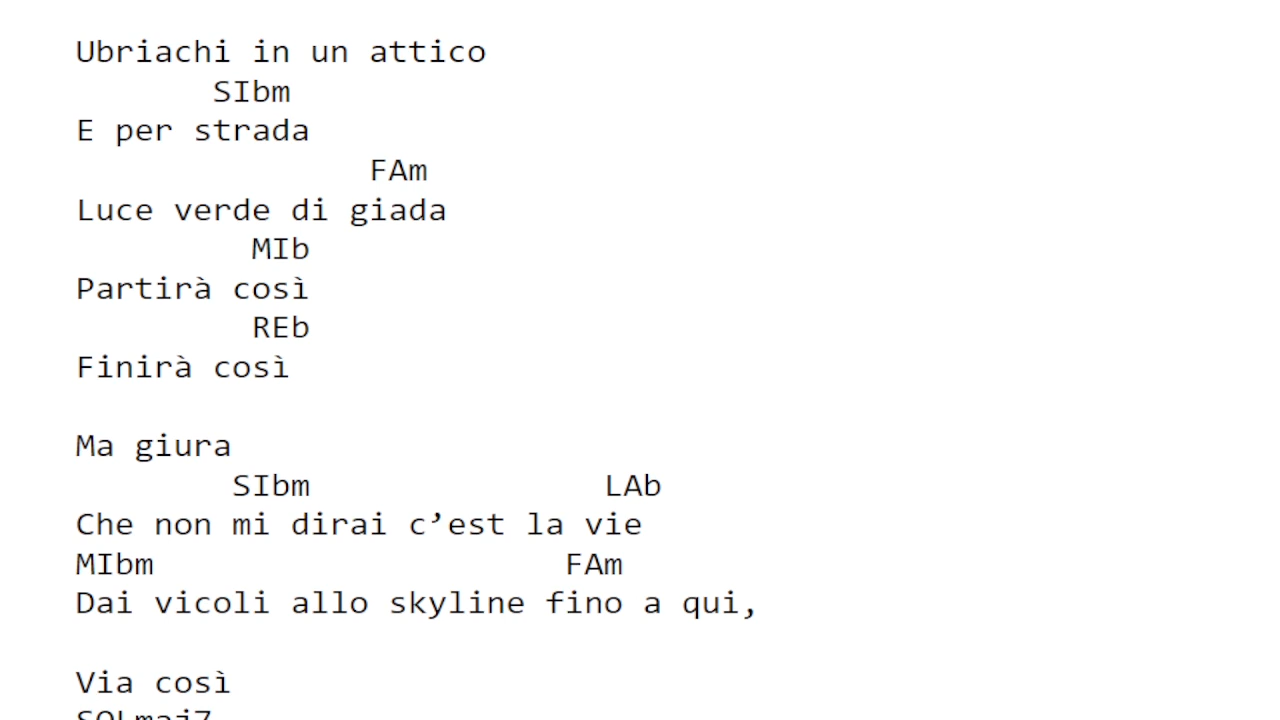 Ubriachi in un attico
SIbm
E per strada
FAm
Luce verde di giada
MIb
Partirà così
REb
Finirà così
Ma giura
SIbm LAb
Che non mi dirai c’est la vie
MIbm FAm
Dai vicoli allo skyline fino a qui,
Via così
SOLmaj7